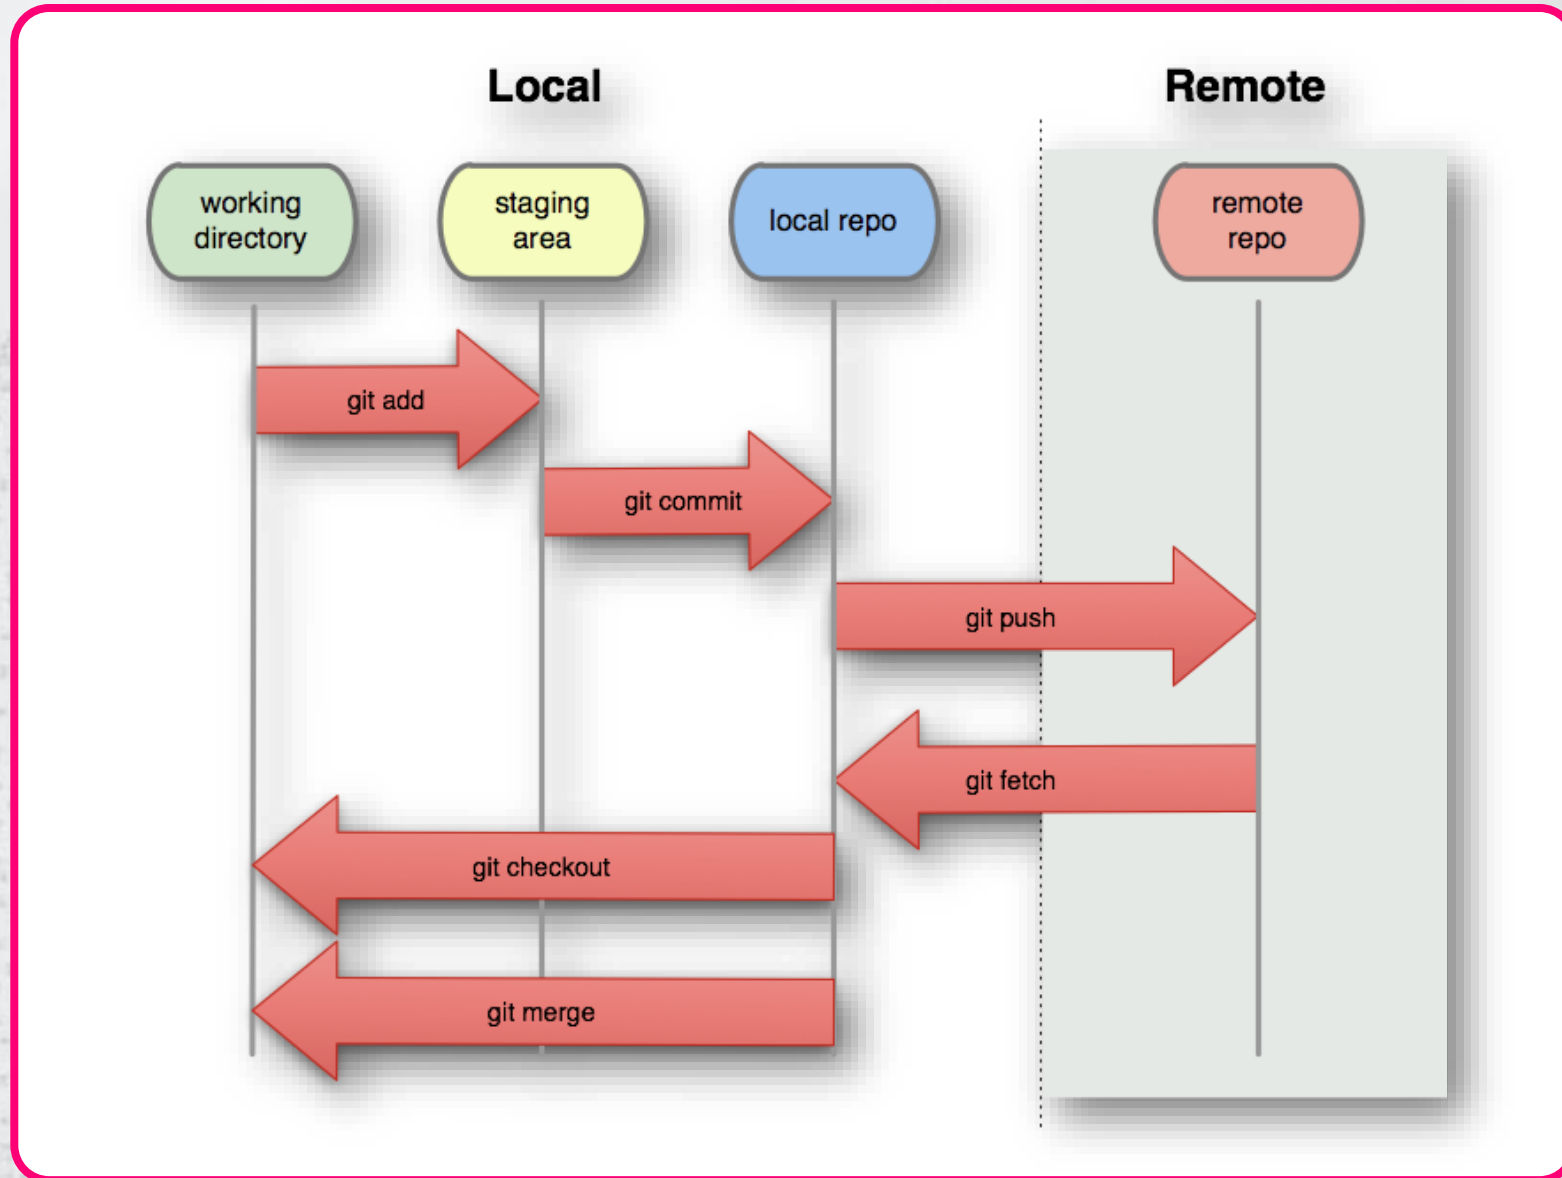 Local
Remote
working
directory
staging
area
local repo
remote
repo
git add
git commit
git push
git fetch
git checkout
git merge